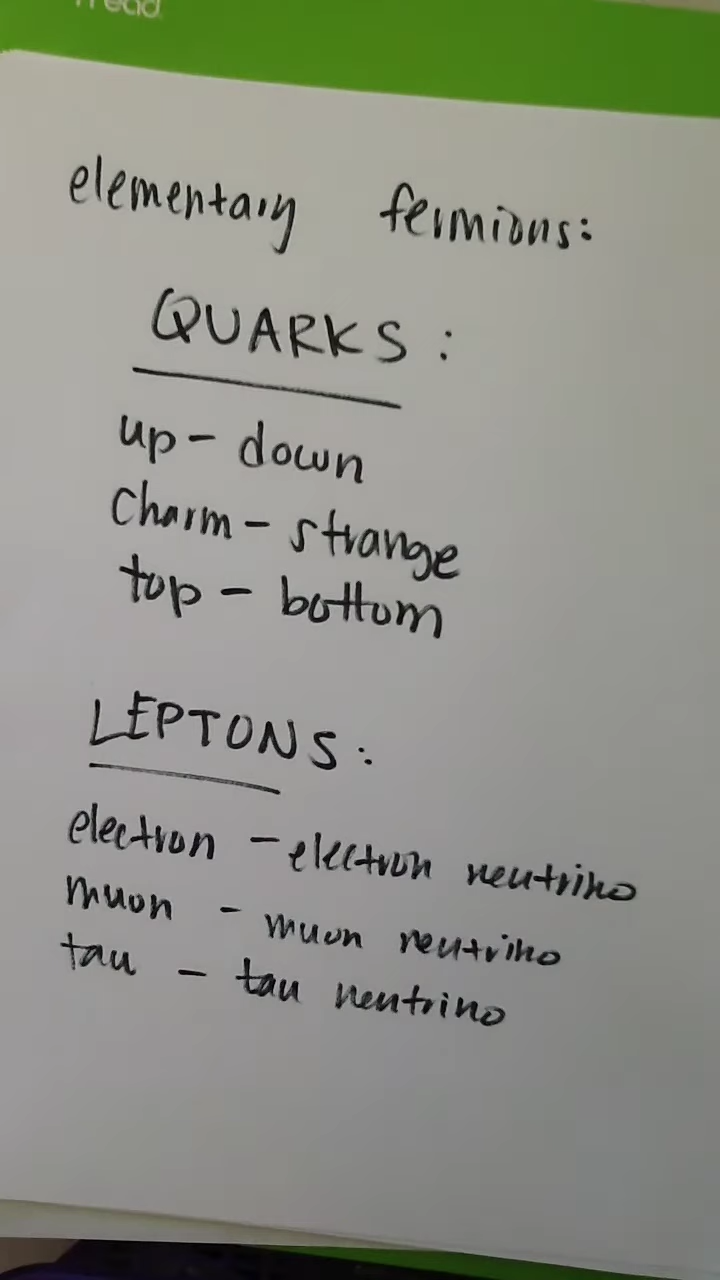 elementary fermions:
QUARKS:
up - down
charm - strange
top - bottom
LEPTONS:
electron - electron neutrino
muon - muon neutrino
tau - tau neutrino